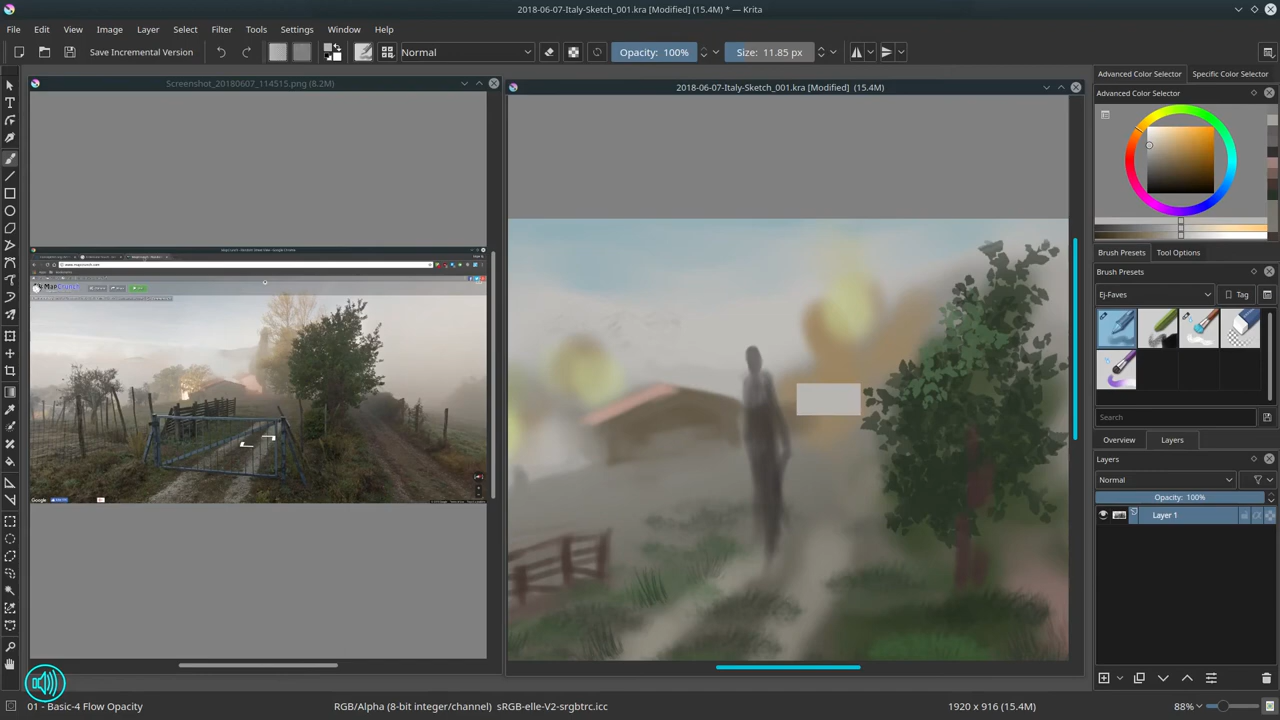 2018-06-07-Italy-Sketch_001.kra [Modified] (15.4M) * — Krita
File Edit View Image Layer Select Filter Tools Settings Window Help
Save Incremental Version Normal Opacity: 100% Size: 11.85 px
Advanced Color Selector Specific Color Selector
Screenshot_20180607_114515.png (8.2M)
2018-06-07-Italy-Sketch_001.kra [Modified] (15.4M)
Advanced Color Selector
Brush Presets Tool Options
Brush Presets
Ej-Faves Tag
MapCrunch
Search
Overview Layers
Layers
Normal
Opacity: 100%
Google
Layer 1
01 - Basic-4 Flow Opacity RGB/Alpha (8-bit integer/channel) sRGB-elle-V2-srgbtrc.icc 1920 x 916 (15.4M) 88%